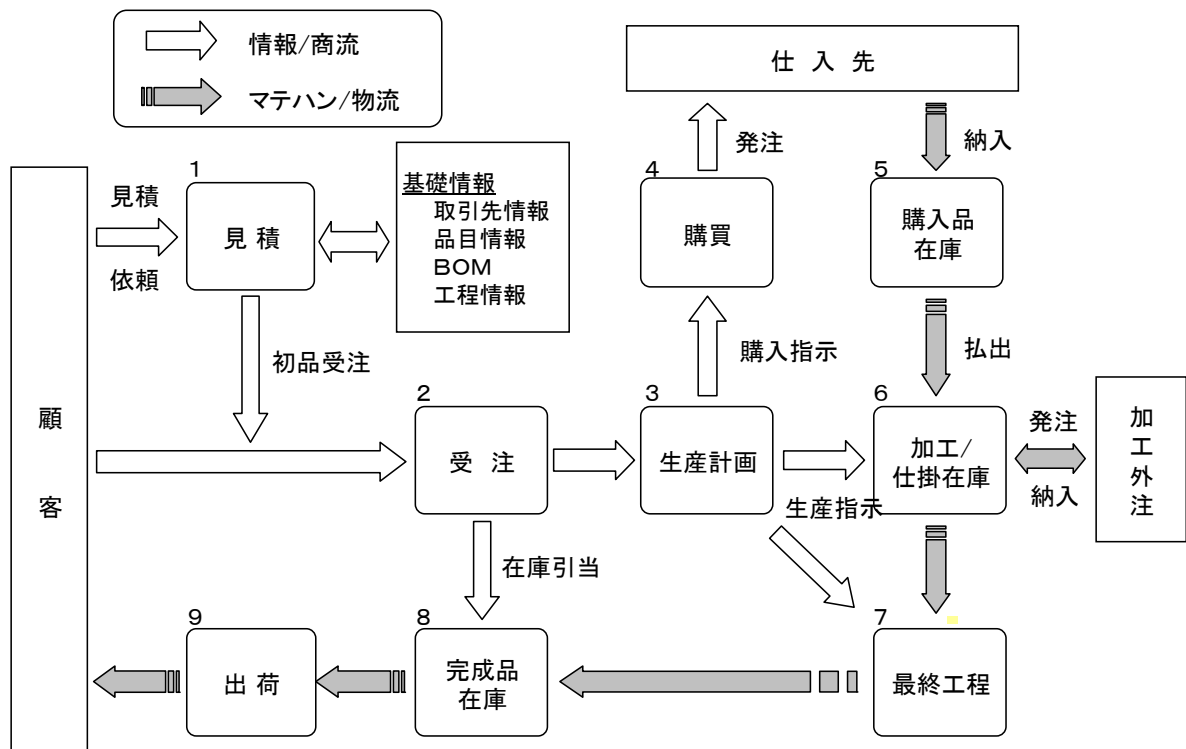 情報/商流
マテハン/物流
仕 入 先
発注
納入
1
見積
依頼
見 積
基礎情報
取引先情報
品目情報
BOM
工程情報
4
購買
5
購入品
在庫
初品受注
購入指示
払出
顧
客
2
受 注
3
生産計画
生産指示
6
加工/
仕掛在庫
発注
納入
加
工
外
注
在庫引当
9
出 荷
8
完成品
在庫
7
最終工程